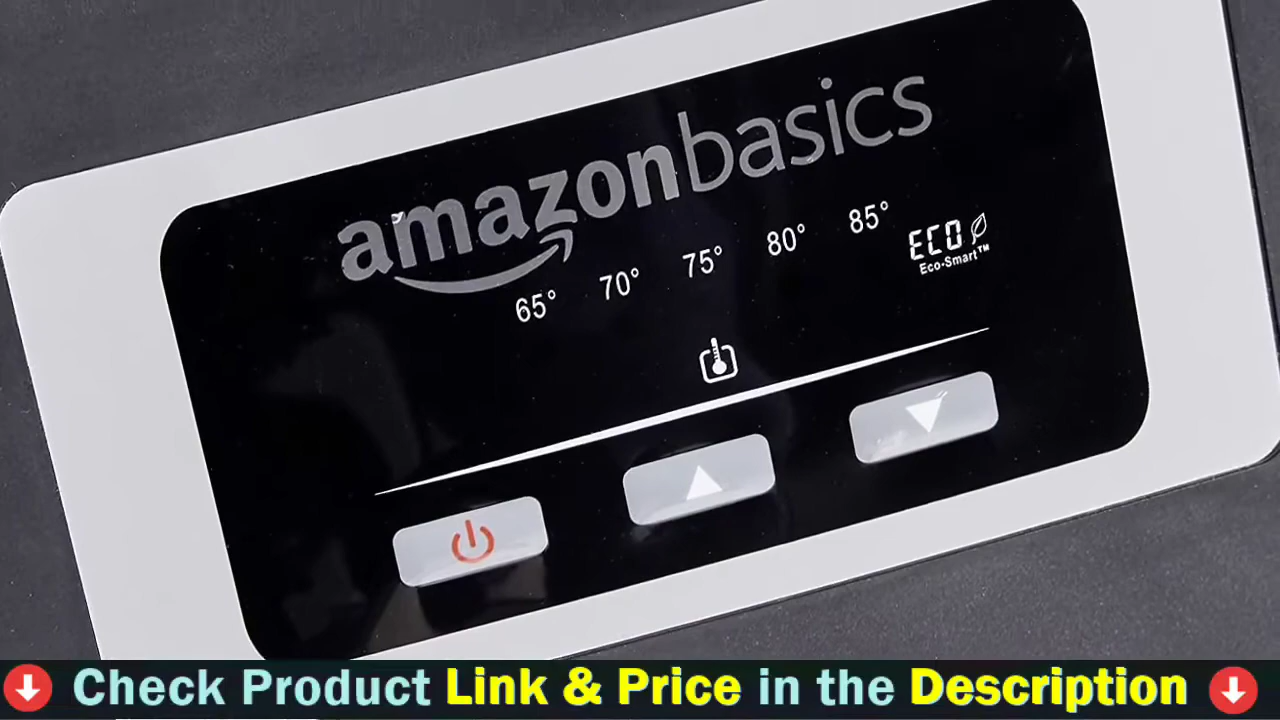 amazonbasics
65° 70° 75° 80° 85° ECO
Eco-Smart™
Check Product Link & Price in the Description